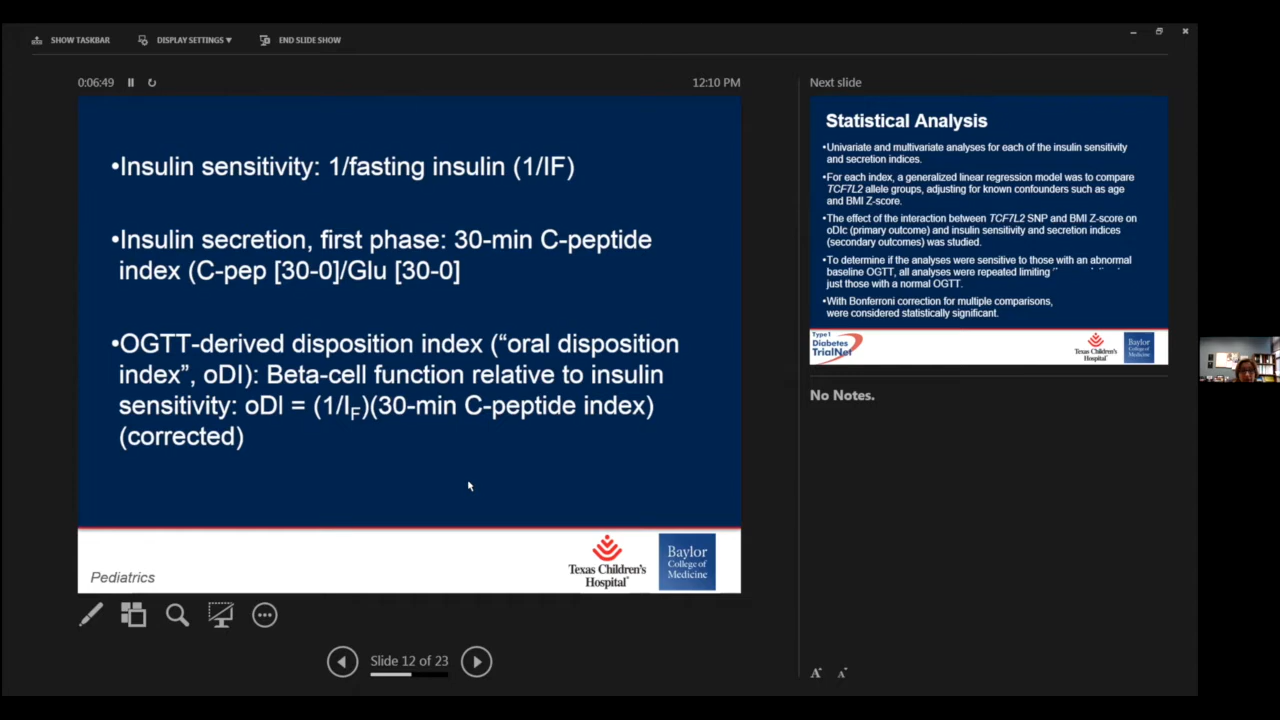 SHOW TASKBAR DISPLAY SETTINGS ▼ END SLIDE SHOW
0:06:49 12:10 PM
•Insulin sensitivity: 1/fasting insulin (1/IF)
•Insulin secretion, first phase: 30-min C-peptide
index (C-pep [30-0]/Glu [30-0]
•OGTT-derived disposition index (“oral disposition
index”, oDI): Beta-cell function relative to insulin
sensitivity: oDI = (1/IF)(30-min C-peptide index)
(corrected)
Pediatrics
Texas Children's
Hospital
Baylor
College of
Medicine
Slide 12 of 23
Next slide
Statistical Analysis
•Univariate and multivariate analyses for each of the insulin sensitivity
and secretion indices.
•For each index, a generalized linear regression model was to compare
TCF7L2 allele groups, adjusting for known confounders such as age
and BMI Z-score.
•The effect of the interaction between TCF7L2 SNP and BMI Z-score on
oDIc (primary outcome) and insulin sensitivity and secretion indices
(secondary outcomes) was studied.
•To determine if the analyses were sensitive to those with an abnormal
baseline OGTT, all analyses were repeated limiting
just those with a normal OGTT.
•With Bonferroni correction for multiple comparisons,
were considered statistically significant.
Type 1
Diabetes
TrialNet
Texas Children's
Hospital
Baylor
College of
Medicine
No Notes.
A A